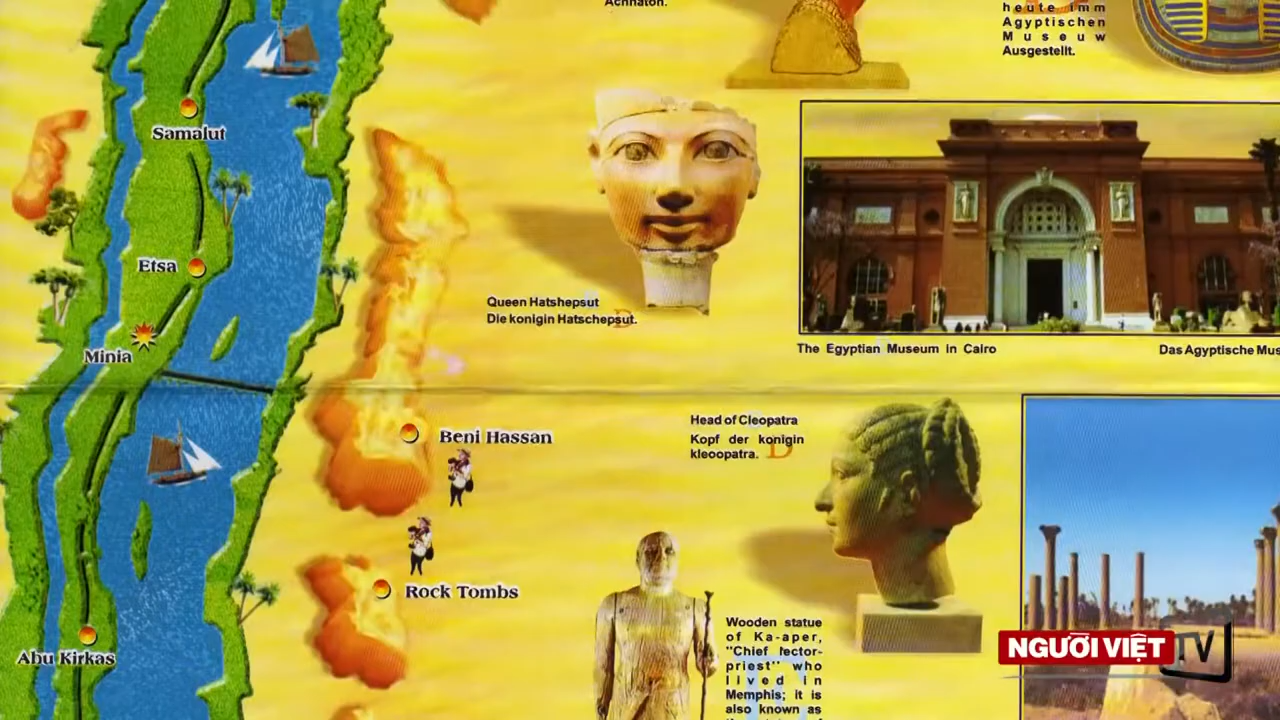 Achnaton.
heute imm
Agyptischen
Museuw
Ausgestellt.
Samalut
Etsa
Queen Hatshepsut
Die konigin Hatschepsut.
Minia
The Egyptian Museum in Cairo
Das Agyptische Mus
Head of Cleopatra
Kopf der konigin
kleoopatra.
Beni Hassan
Rock Tombs
Wooden statue
of Ka-aper,
"Chief lector-
priest" who
lived in
Memphis; it is
also known as
Abu Kirkas
NGƯỜI VIỆT TV